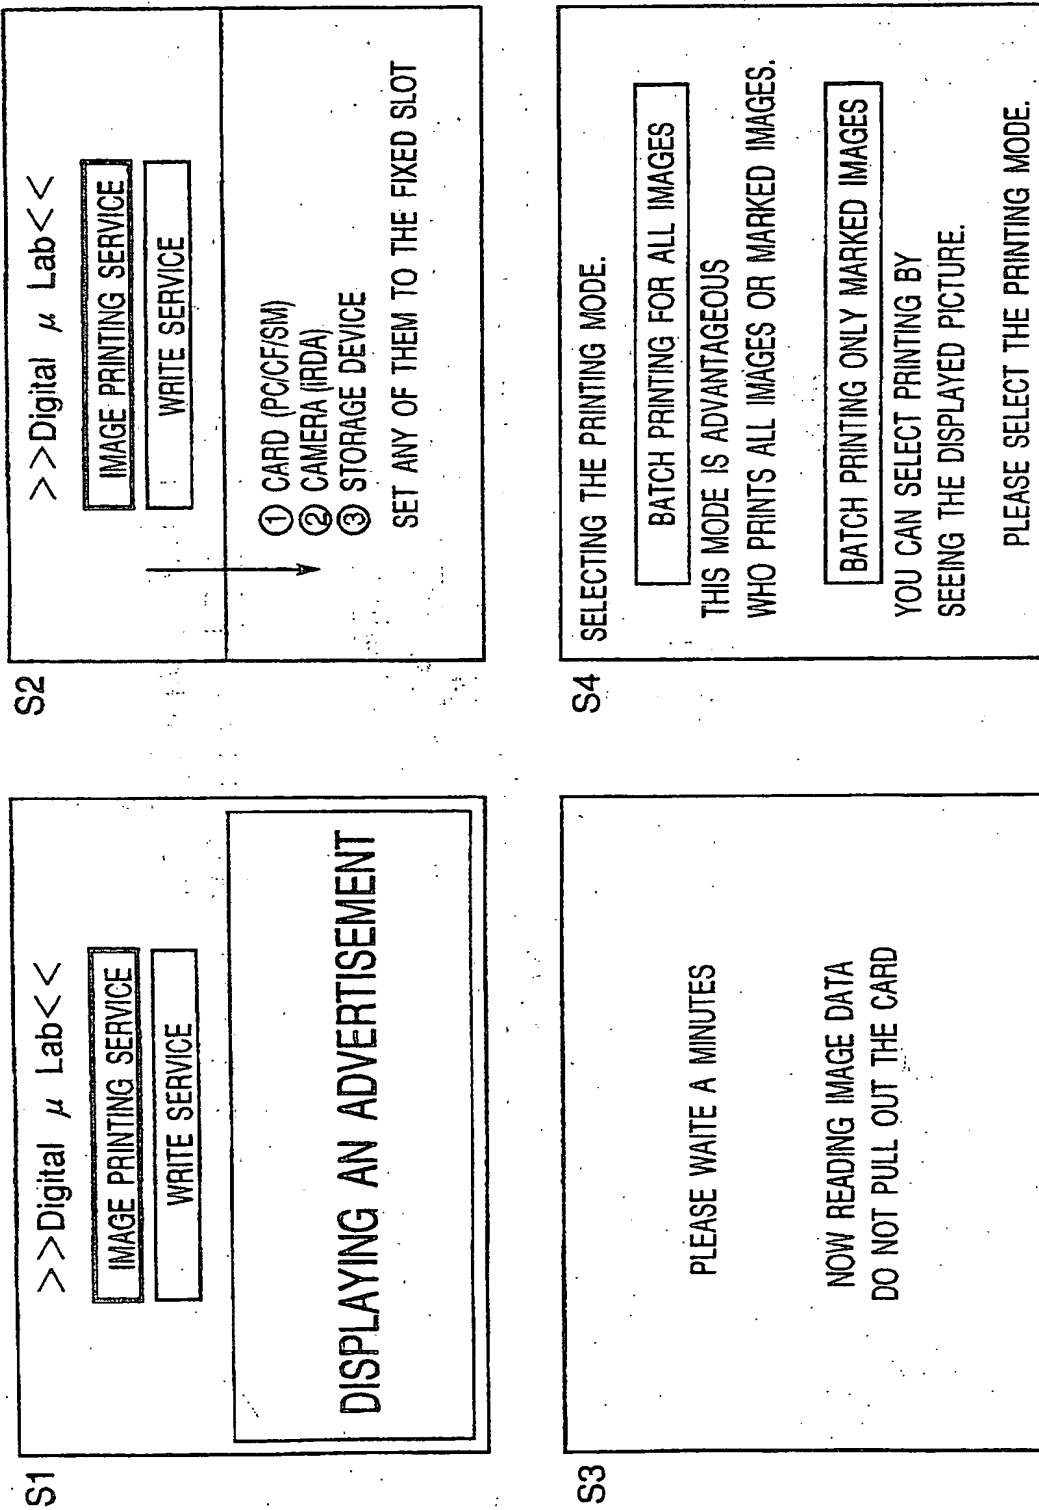 S1
>>Digital μ Lab<<
IMAGE PRINTING SERVICE
WRITE SERVICE
DISPLAYING AN ADVERTISEMENT
S2
>>Digital μ Lab<<
IMAGE PRINTING SERVICE
WRITE SERVICE
① CARD (PC/CF/SM)
② CAMERA (iRDA)
③ STORAGE DEVICE
SET ANY OF THEM TO THE FIXED SLOT
S3
PLEASE WAITE A MINUTES
NOW READING IMAGE DATA
DO NOT PULL OUT THE CARD
S4
SELECTING THE PRINTING MODE.
BATCH PRINTING FOR ALL IMAGES
THIS MODE IS ADVANTAGEOUS
WHO PRINTS ALL IMAGES OR MARKED IMAGES.
BATCH PRINTING ONLY MARKED IMAGES
YOU CAN SELECT PRINTING BY
SEEING THE DISPLAYED PICTURE.
PLEASE SELECT THE PRINTING MODE.